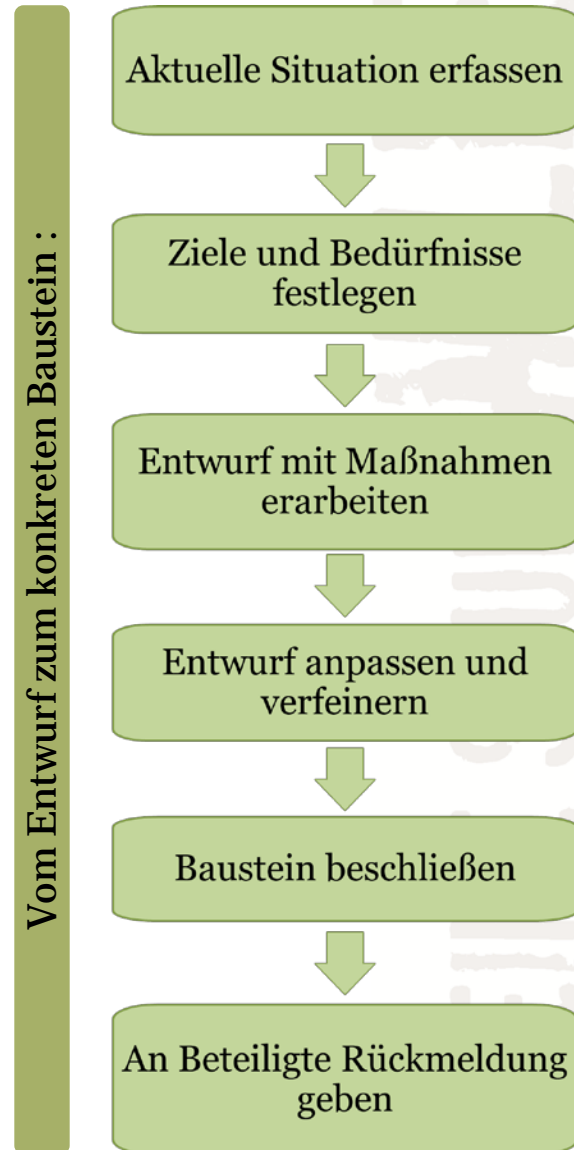 Vom Entwurf zum konkreten Baustein :
Aktuelle Situation erfassen
Ziele und Bedürfnisse
festlegen
Entwurf mit Maßnahmen
erarbeiten
Entwurf anpassen und
verfeinern
Baustein beschließen
An Beteiligte Rückmeldung
geben